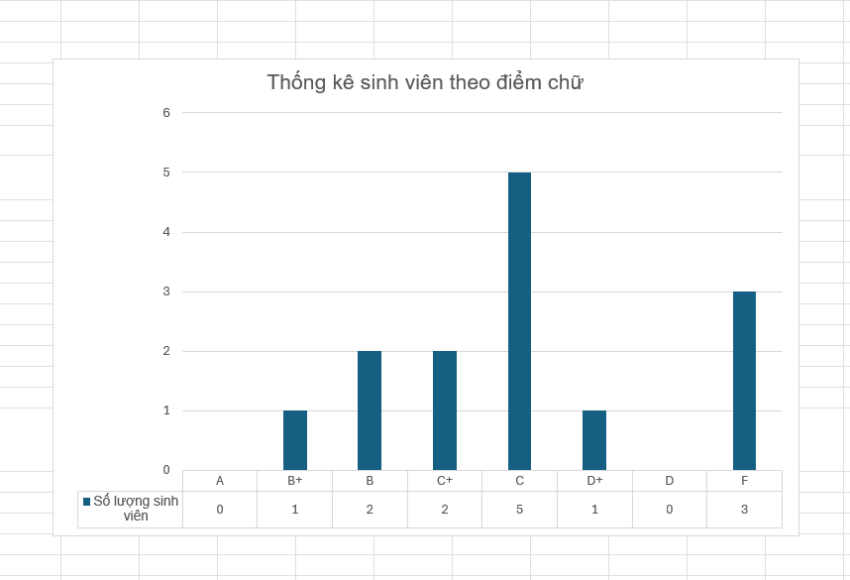 Thống kê sinh viên theo điểm chữ
6
5
4
3
2
1
0
A B+ B C+ C D+ D F
Số lượng sinh
viên
0 1 2 2 5 1 0 3